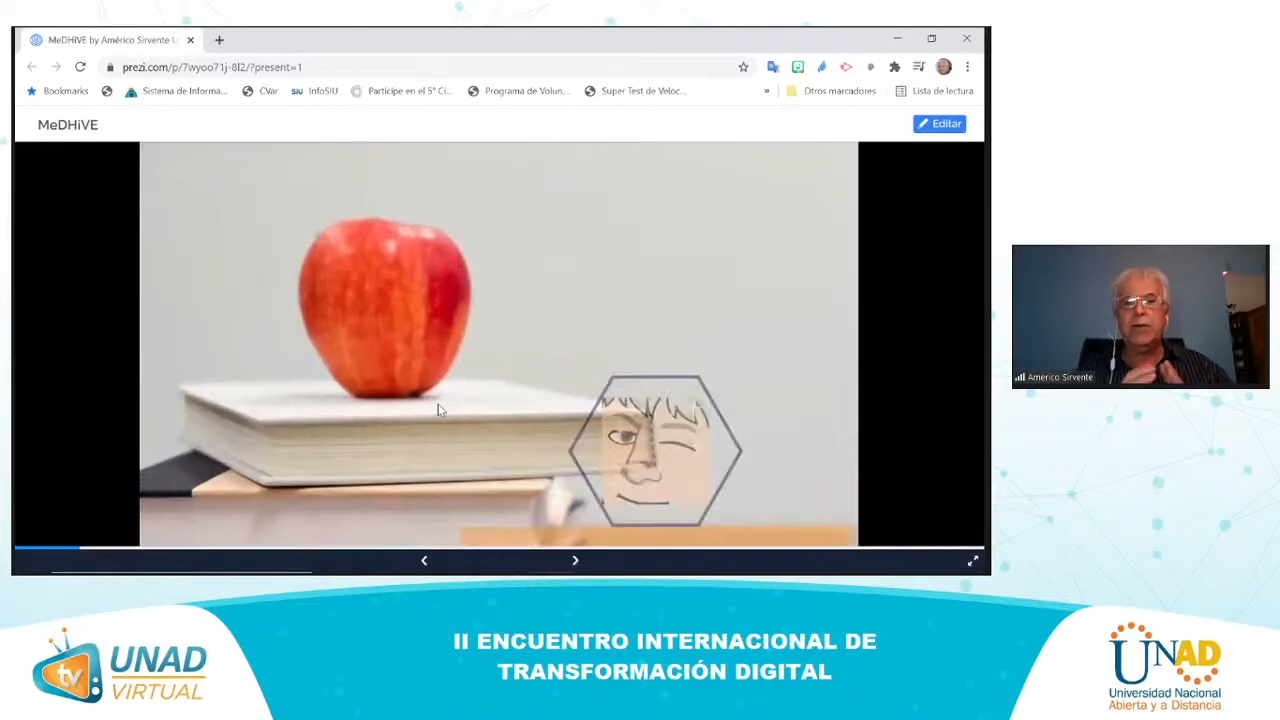 MeDHiVE by Américo Sirvente U
prezi.com/p/7wyoo71j-8l2/?present=1
Bookmarks
Sistema de Informa...
CVar
SIU InfoSIU
Participe en el 5° Ci...
Programa de Volun...
Super Test de Veloc...
»
Otros marcadores
Lista de lectura
MeDHiVE
Editar
Americo Sirvente
II ENCUENTRO INTERNACIONAL DE
TRANSFORMACIÓN DIGITAL
tv
UNAD
VIRTUAL
UNAD
Universidad Nacional
Abierta y a Distancia